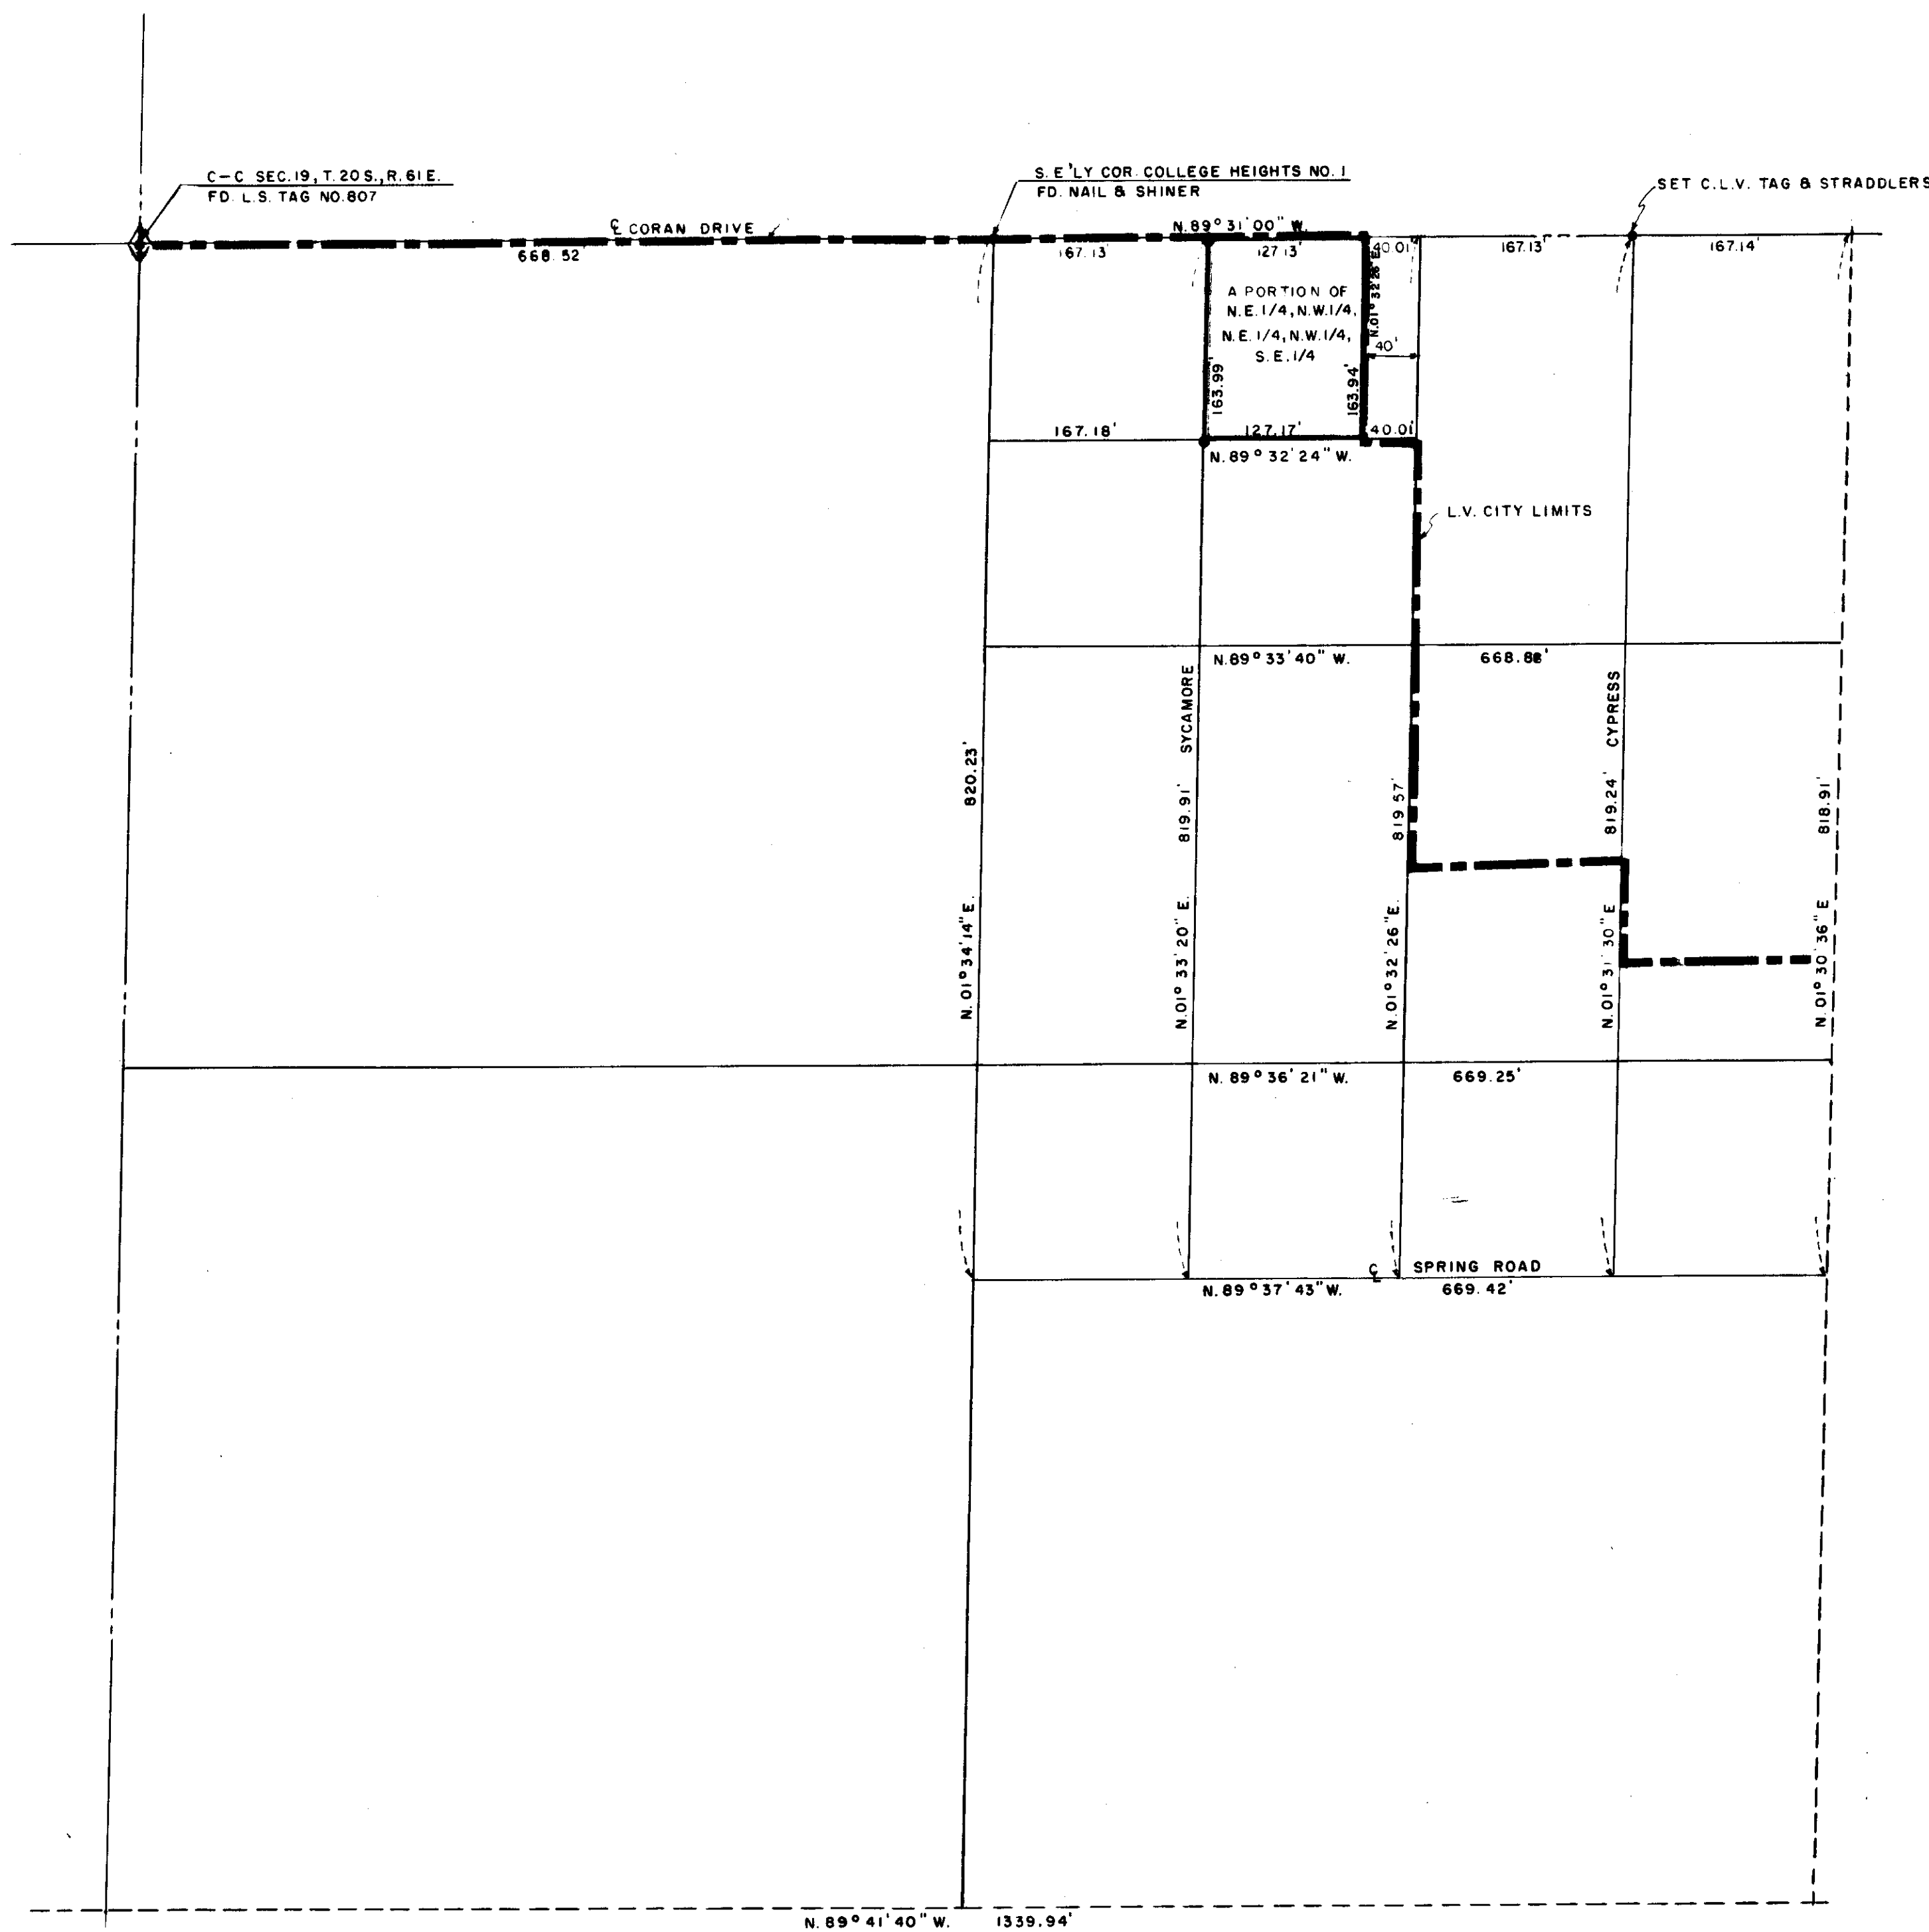 C-C SEC. 19, T. 20 S., R. 61 E.
FD. L.S. TAG NO. 807
S. E'LY COR. COLLEGE HEIGHTS NO. 1
FD. NAIL & SHINER
SET C.L.V. TAG & STRADDLERS
℄ CORAN DRIVE
N. 89° 31' 00" W.
668.52'
167.13'
127.13'
40.01'
167.13'
167.14'
N. 01° 32' 26" E.
A PORTION OF
N.E. 1/4, N.W. 1/4,
N.E. 1/4, N.W. 1/4,
S.E. 1/4
40'
163.99'
163.94'
167.18'
127.17'
40.01'
N. 89° 32' 24" W.
L.V. CITY LIMITS
N. 89° 33' 40" W.
SYCAMORE
CYPRESS
820.23'
819.91'
819.57'
819.24'
818.91'
N. 01° 34' 14" E.
N. 01° 33' 20" E.
N. 01° 32' 26" E.
N. 01° 31' 30" E
N. 01° 30' 36" E
N. 89° 36' 21" W.
669.25'
℄ SPRING ROAD
N. 89° 37' 43" W.
669.42'
N. 89° 41' 40" W.
1339.94'